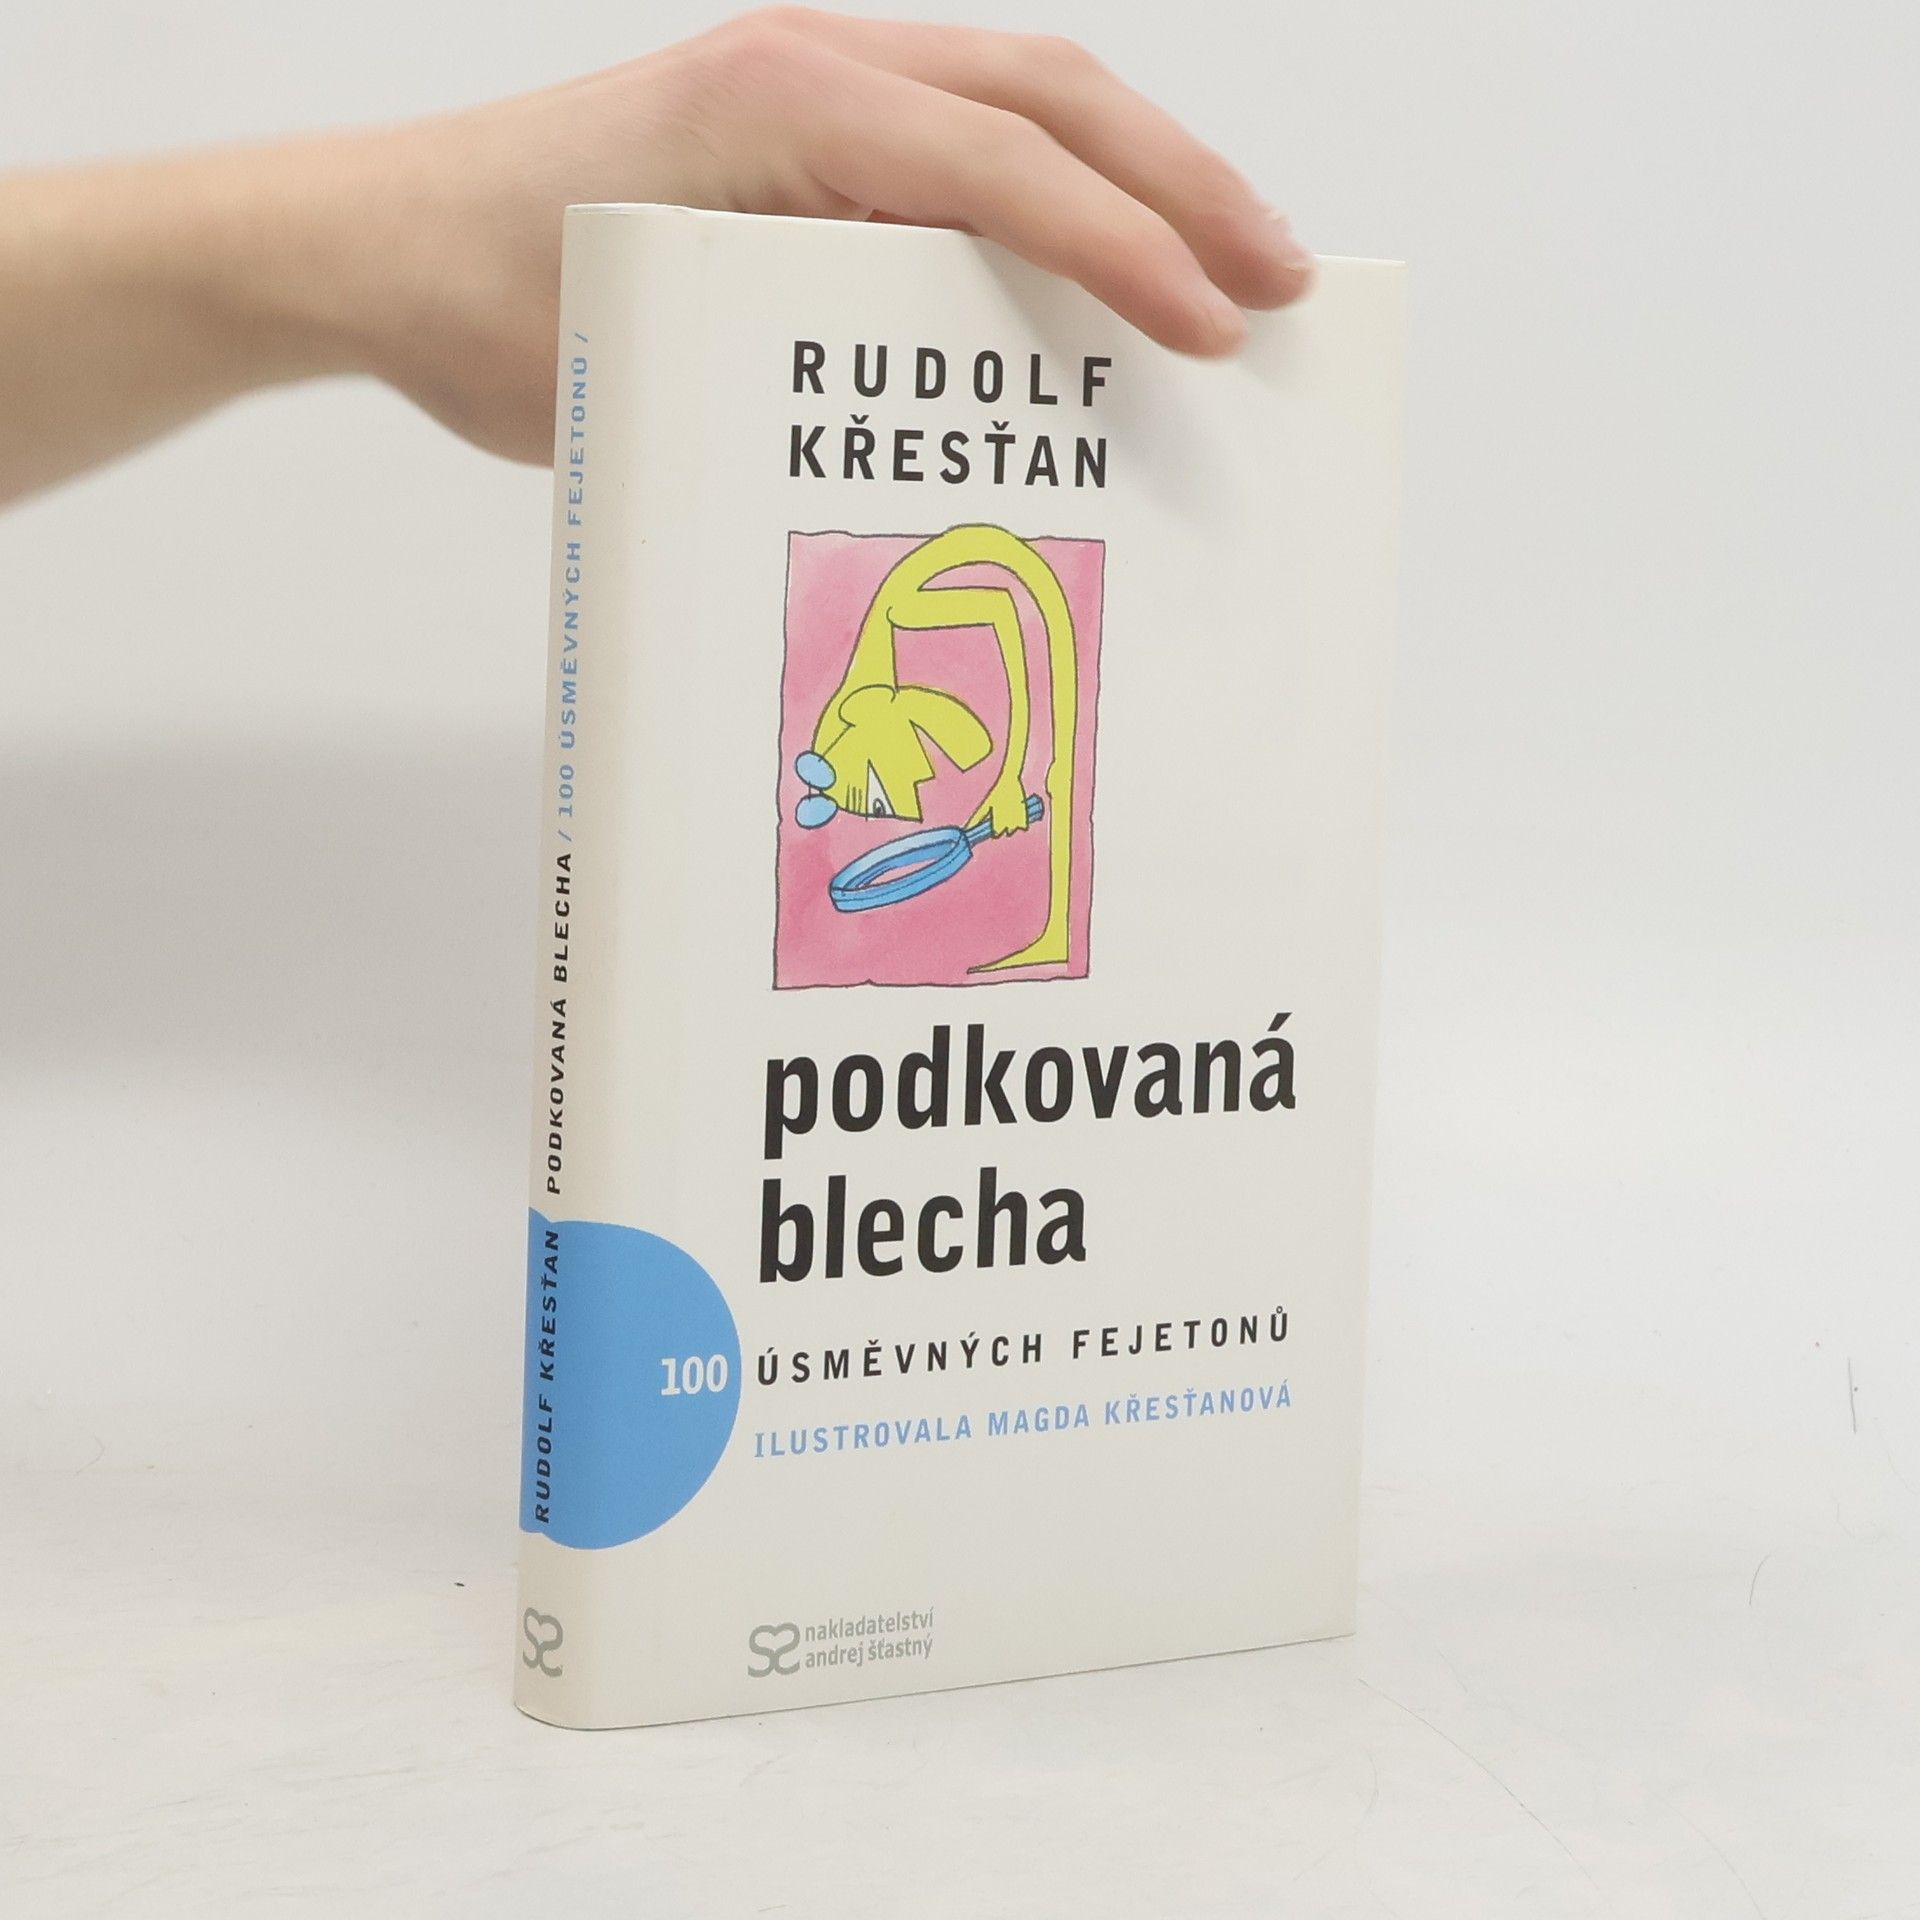 RUDOLF
KŘESŤAN
podkovaná
blecha
100 ÚSMĚVNÝCH FEJETONŮ
ILUSTROVALA MAGDA KŘESŤANOVÁ
nakladatelství
andrej šťastný
RUDOLF KŘESŤAN PODKOVANÁ BLECHA / 100 ÚSMĚVNÝCH FEJETONŮ /